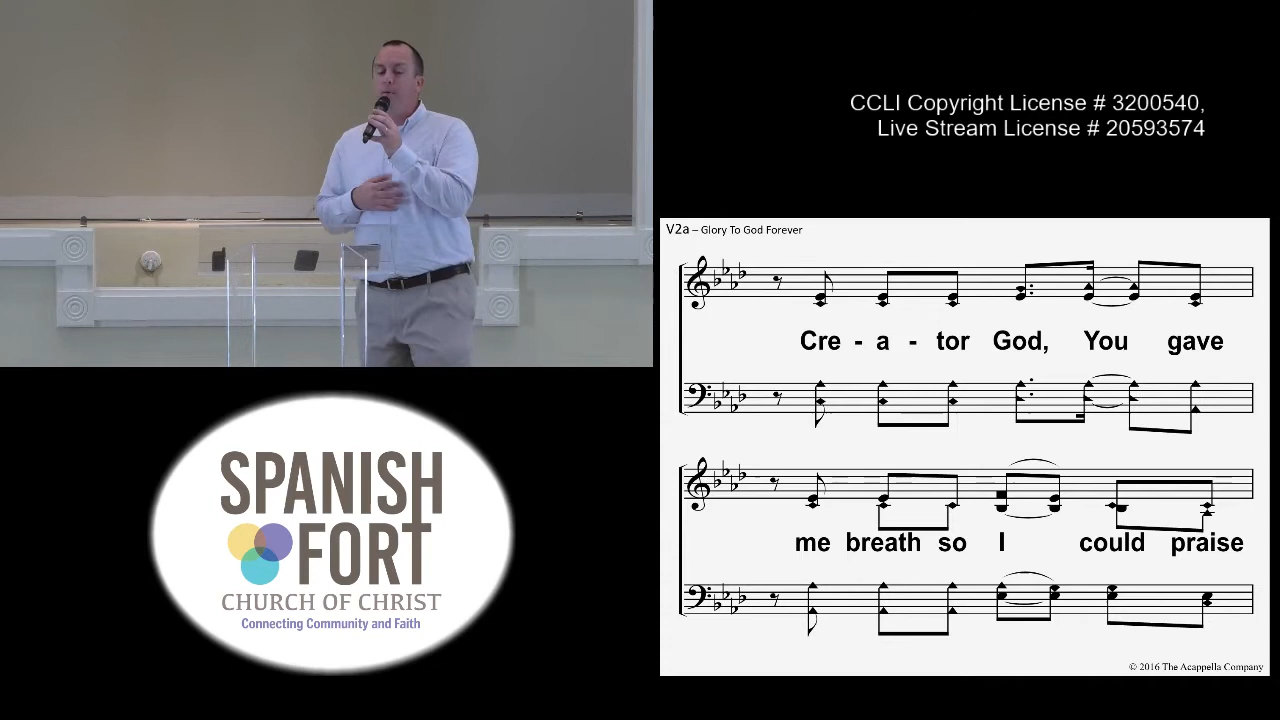 CCLI Copyright License # 3200540,
Live Stream License # 20593574
V2a – Glory To God Forever
Cre - a - tor God, You gave
me breath so I could praise
© 2016 The Acappella Company
SPANISH
FORT
CHURCH OF CHRIST
Connecting Community and Faith